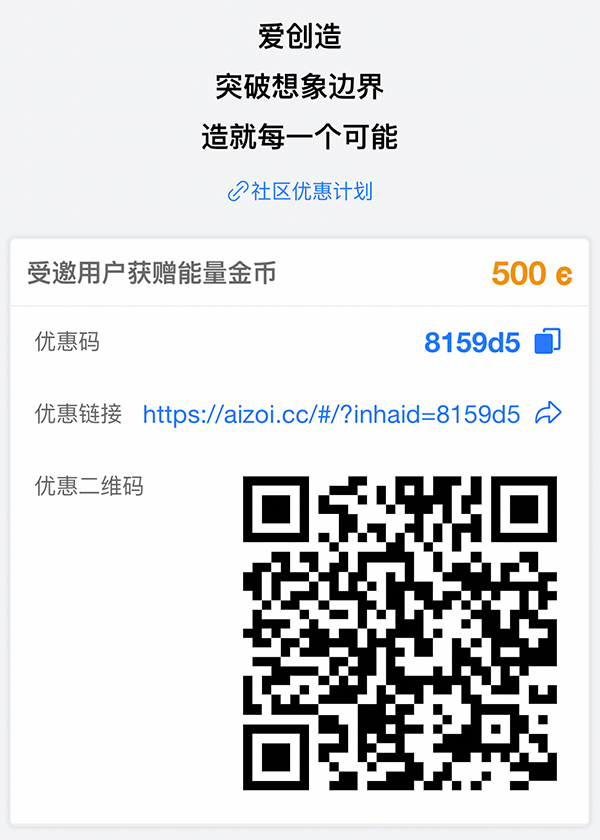 爱创造
突破想象边界
造就每一个可能
社区优惠计划
受邀用户获赠能量金币 500 є
优惠码 8159d5
优惠链接 https://aizoi.cc/#/?inhaid=8159d5
优惠二维码